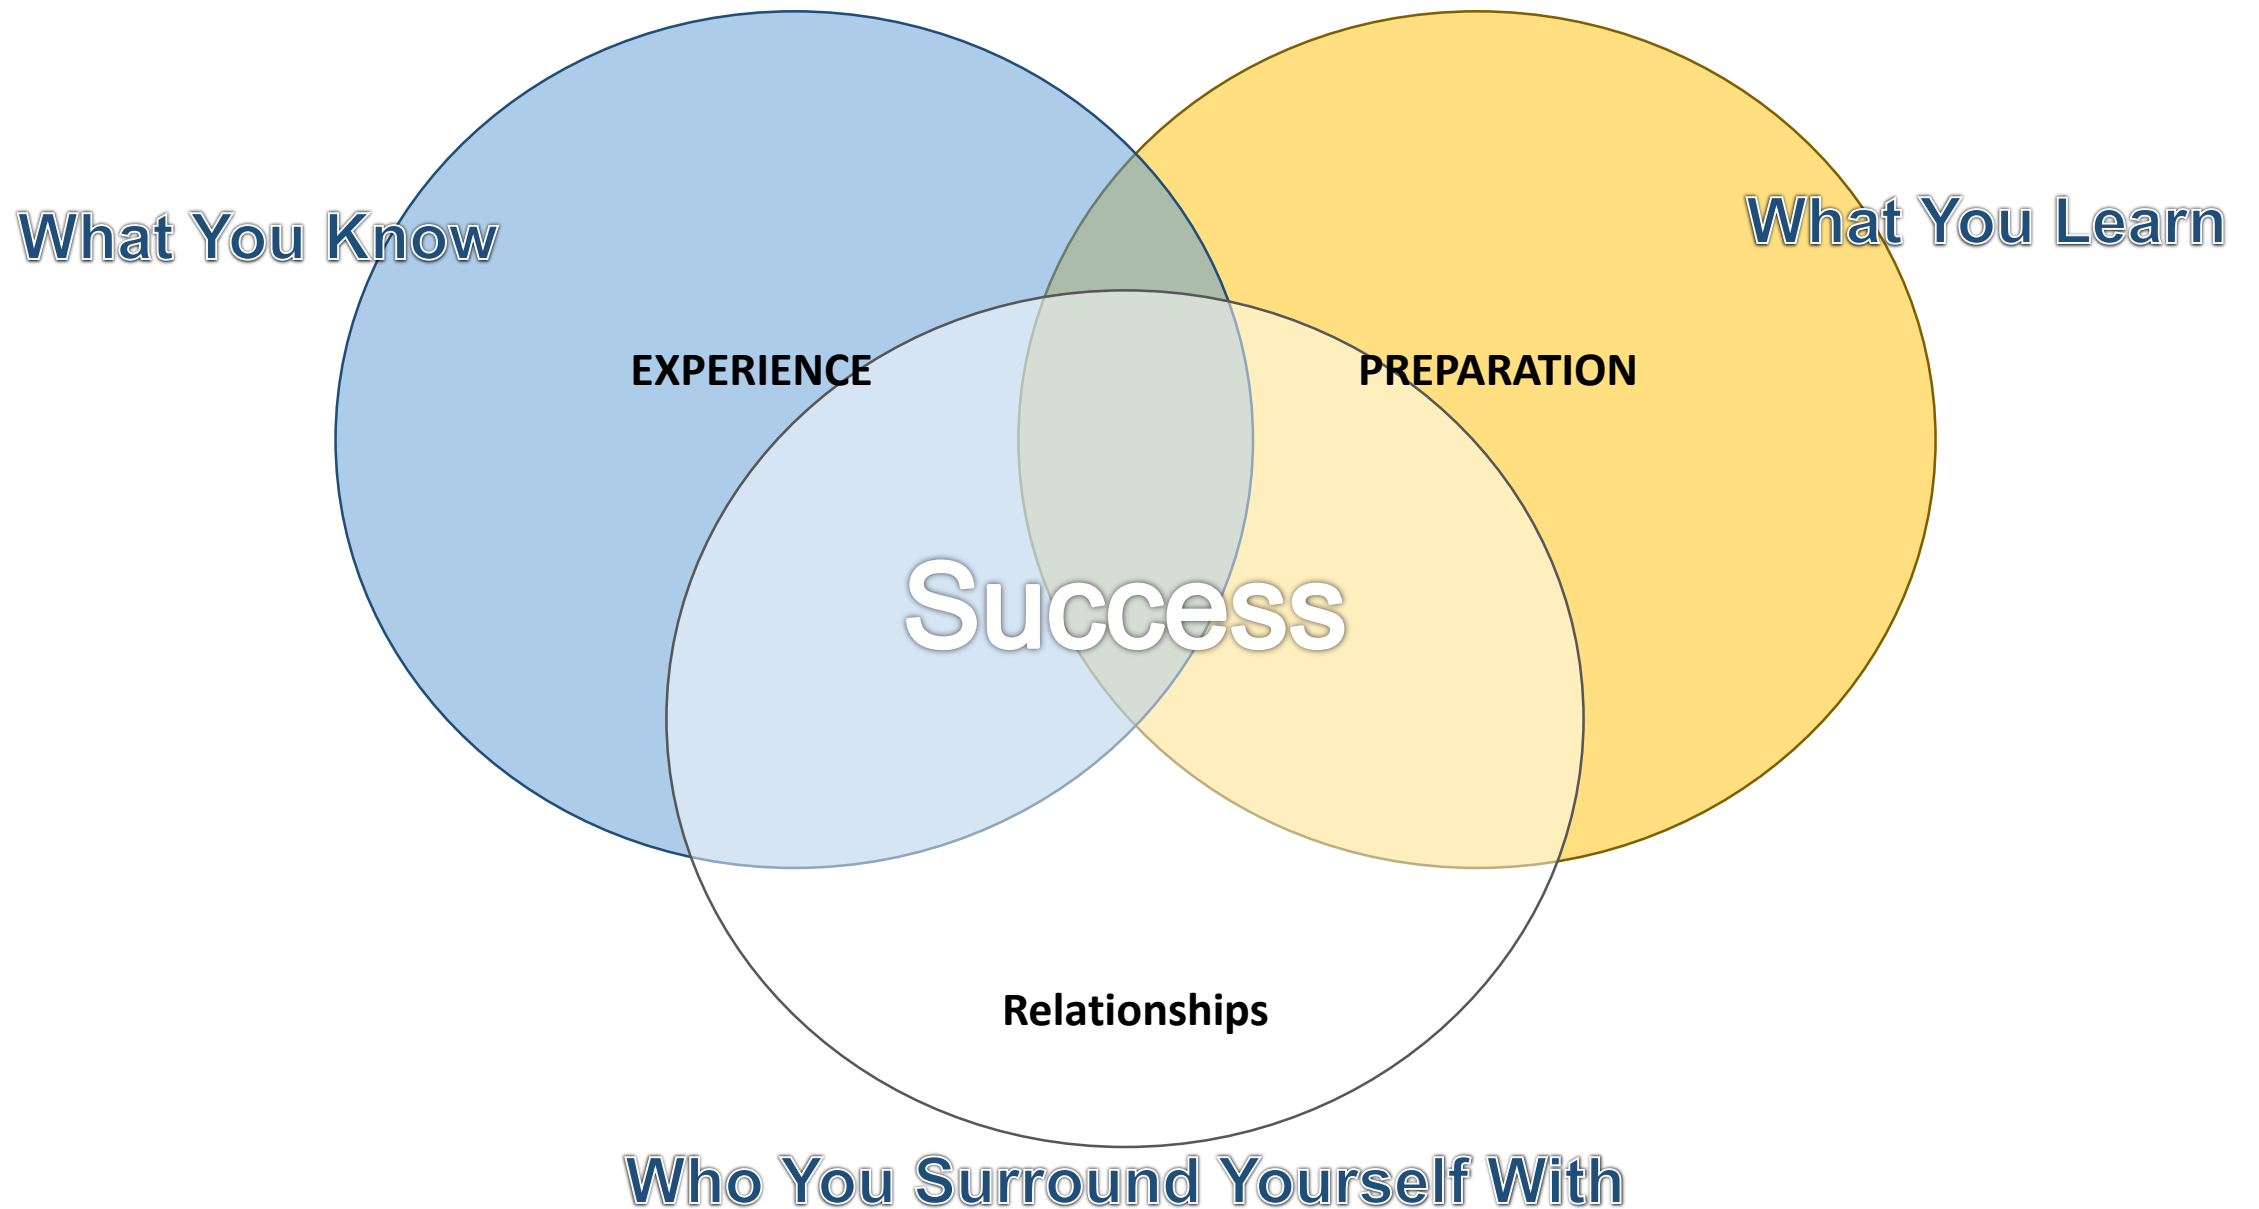 What You Know
What You Learn
EXPERIENCE
PREPARATION
Success
Relationships
Who You Surround Yourself With